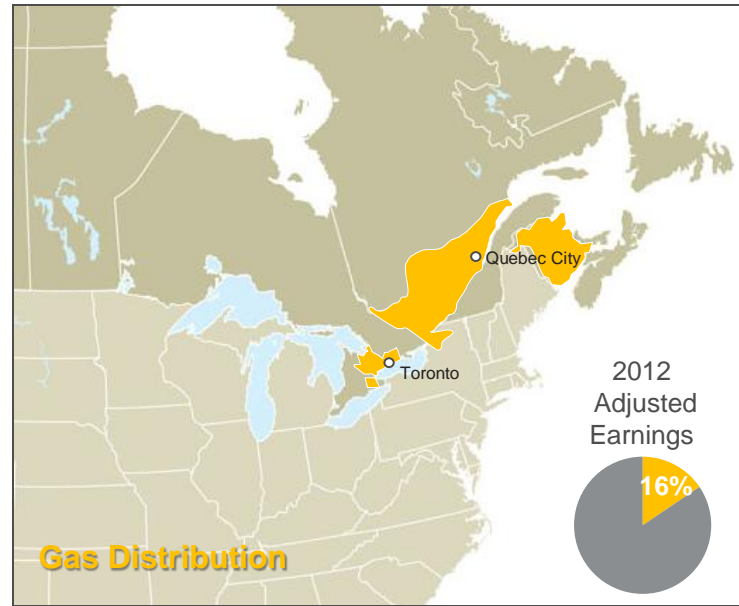 Quebec City
Toronto
2012
Adjusted
Earnings
16%
Gas Distribution